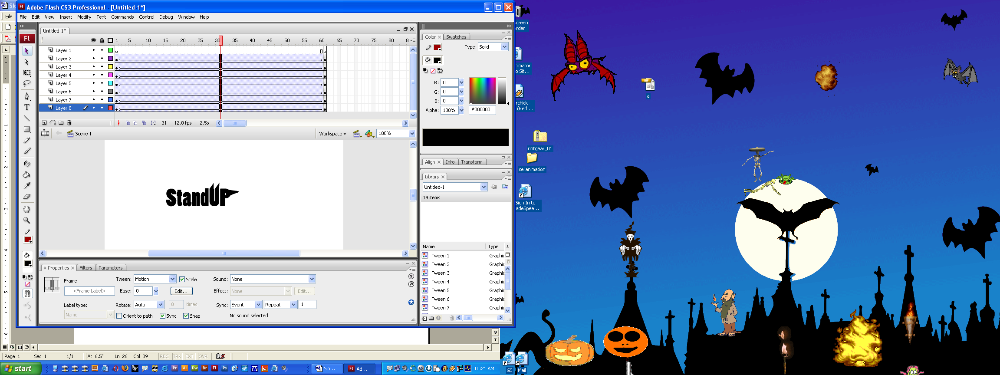 Adobe Flash CS3 Professional - [Untitled-1*]
File Edit View Insert Modify Text Commands Control Debug Window Help
File
Untitled-1*
1 5 10 15 20 25 30 35 40 45 50 55 60 65 70 75 80 8
Layer 1
Layer 2
Layer 3
Layer 4
Layer 5
Layer 6
Layer 7
Layer 8
31 12.0 fps 2.5s
Scene 1
Workspace 100%
StandUP
Properties Filters Parameters
Frame
<Frame Label>
Label type:
Name
Tween: Motion Scale
Ease: 0 Edit...
Rotate: Auto 0 times
Orient to path Sync Snap
Sound: None
Effect: None Edit...
Sync: Event Repeat 1
No sound selected
Color Swatches
Type: Solid
R: 0
G: 0
B: 0
Alpha: 100% #000000
Align Info Transform
Library
Untitled-1
14 items
Name Type
Tween 1 Graphic
Tween 2 Graphic
Tween 3 Graphic
Tween 4 Graphic
Tween 5 Graphic
Tween 6 Graphic
Tween 7 Graphic
Page 1 Sec 1 1/1 At 6.5" Ln 26 Col 39 REC TRK EXT OVR
start
Slo... Ad... 10:21 AM
creen
rder
nimator
o Sit...
rchick -
(Red ...
GIF
a
riotgear_01
cellanimation
Sign In to
adeSpee...
GS Mail